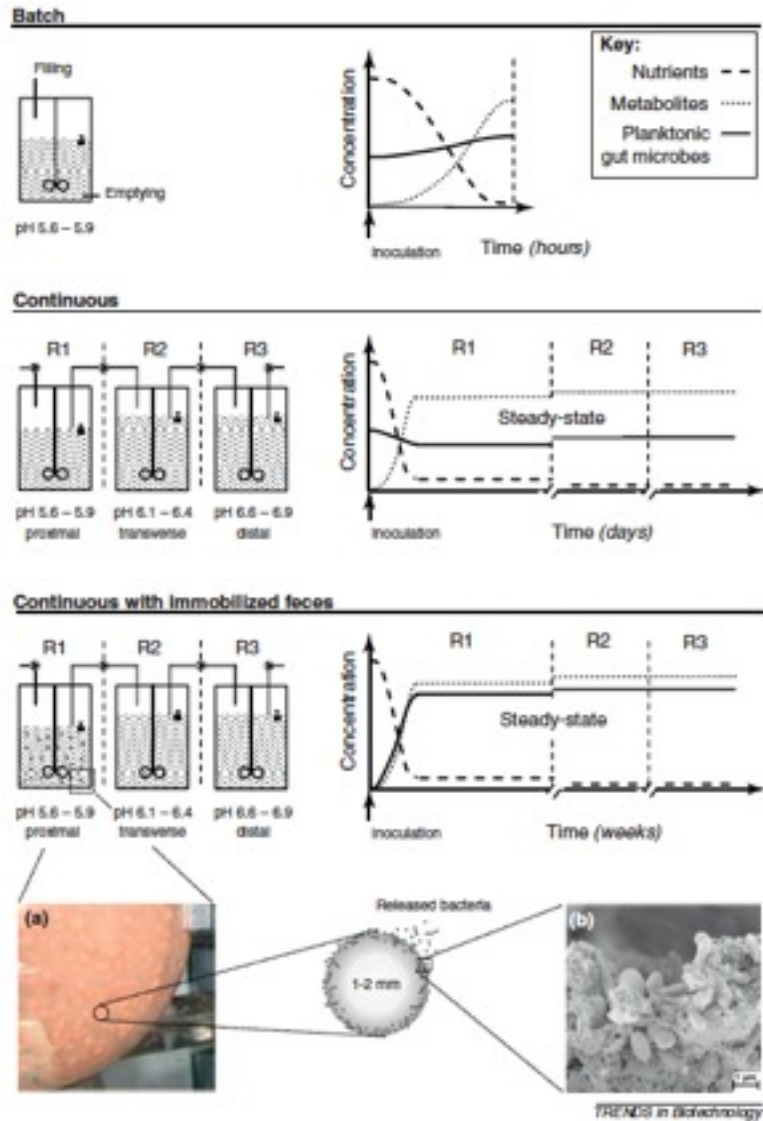 Batch
Filling
Emptying
pH 5.6 – 5.9
Concentration
Inoculation
Time (hours)
Key:
Nutrients
Metabolites
Planktonic
gut microbes
Continuous
R1 R2 R3
pH 5.6 – 5.9 pH 6.1 – 6.4 pH 6.6 – 6.9
proximal transverse distal
Concentration
R1 R2 R3
Steady-state
Inoculation
Time (days)
Continuous with immobilized feces
R1 R2 R3
pH 5.6 – 5.9 pH 6.1 – 6.4 pH 6.6 – 6.9
proximal transverse distal
Concentration
R1 R2 R3
Steady-state
Inoculation
Time (weeks)
(a)
Released bacteria
1-2 mm
(b)
1 µm
TRENDS in Biotechnology